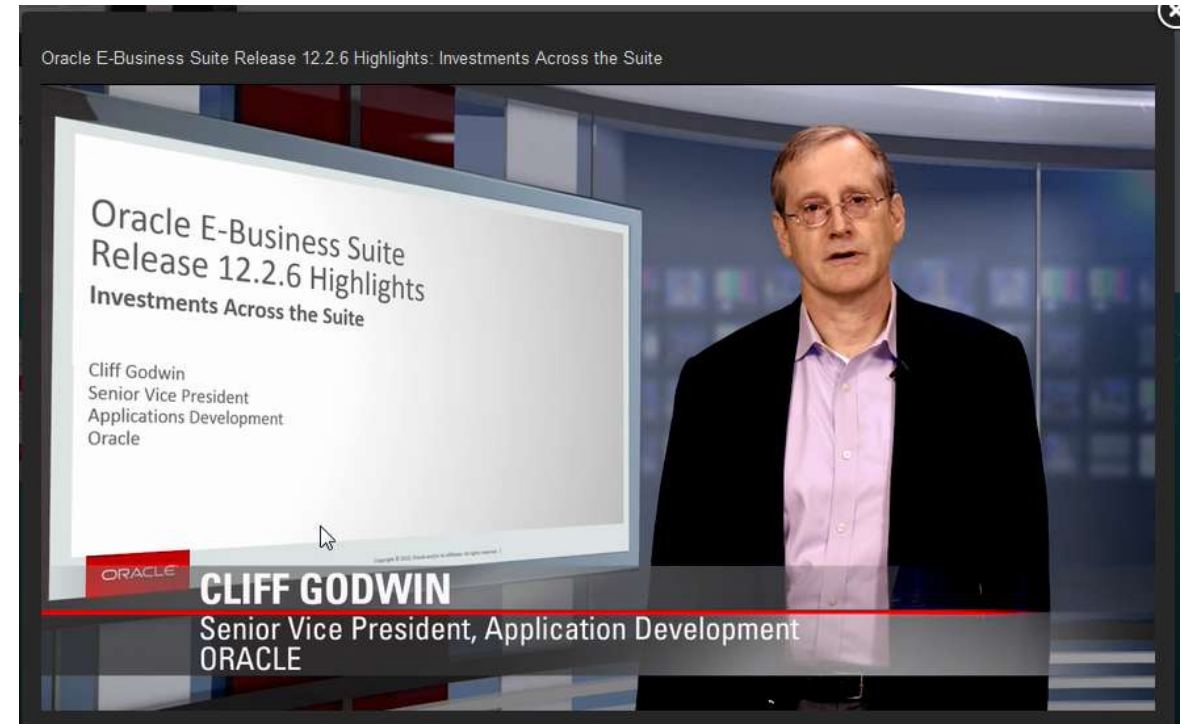 Oracle E-Business Suite Release 12.2.6 Highlights: Investments Across the Suite
Oracle E-Business Suite
Release 12.2.6 Highlights
Investments Across the Suite
Cliff Godwin
Senior Vice President
Applications Development
Oracle
ORACLE
CLIFF GODWIN
Senior Vice President, Application Development
ORACLE